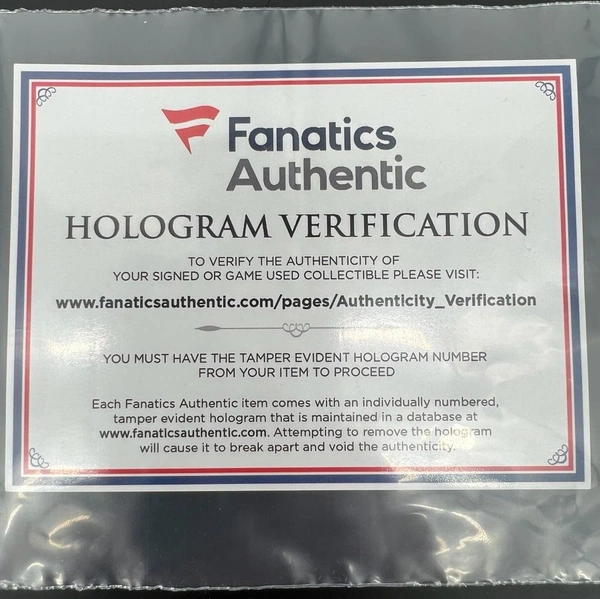 Fanatics
Authentic
HOLOGRAM VERIFICATION
TO VERIFY THE AUTHENTICITY OF
YOUR SIGNED OR GAME USED COLLECTIBLE PLEASE VISIT:
www.fanaticsauthentic.com/pages/Authenticity_Verification
YOU MUST HAVE THE TAMPER EVIDENT HOLOGRAM NUMBER
FROM YOUR ITEM TO PROCEED
Each Fanatics Authentic item comes with an individually numbered,
tamper evident hologram that is maintained in a database at
www.fanaticsauthentic.com. Attempting to remove the hologram
will cause it to break apart and void the authenticity.